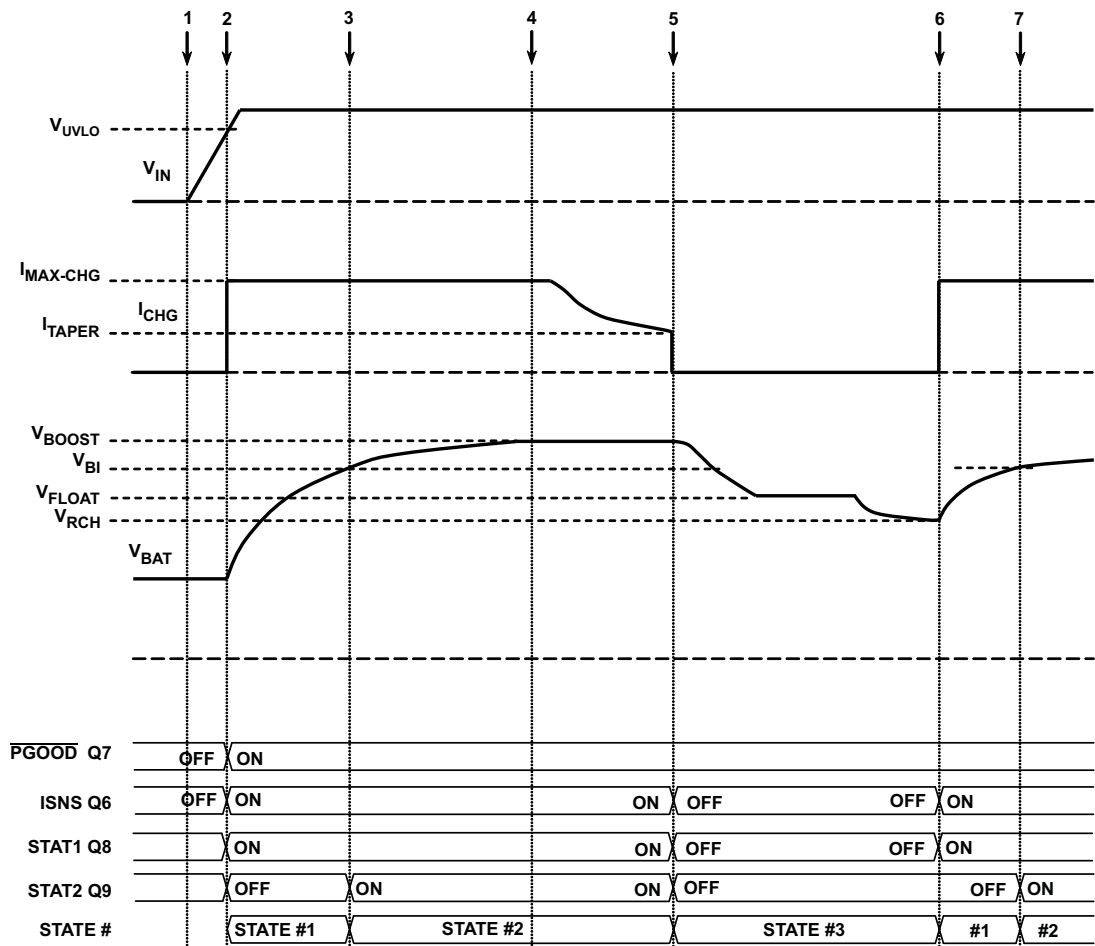 1 2 3 4 5 6 7
VUVLO
VIN
IMAX-CHG
ICHG
ITAPER
VBOOST
VBI
VFLOAT
VRCH
VBAT
PGOOD Q7 OFF ON
ISNS Q6 OFF ON ON OFF OFF ON
STAT1 Q8 ON ON OFF OFF ON
STAT2 Q9 OFF ON ON OFF OFF ON
STATE # STATE #1 STATE #2 STATE #3 #1 #2